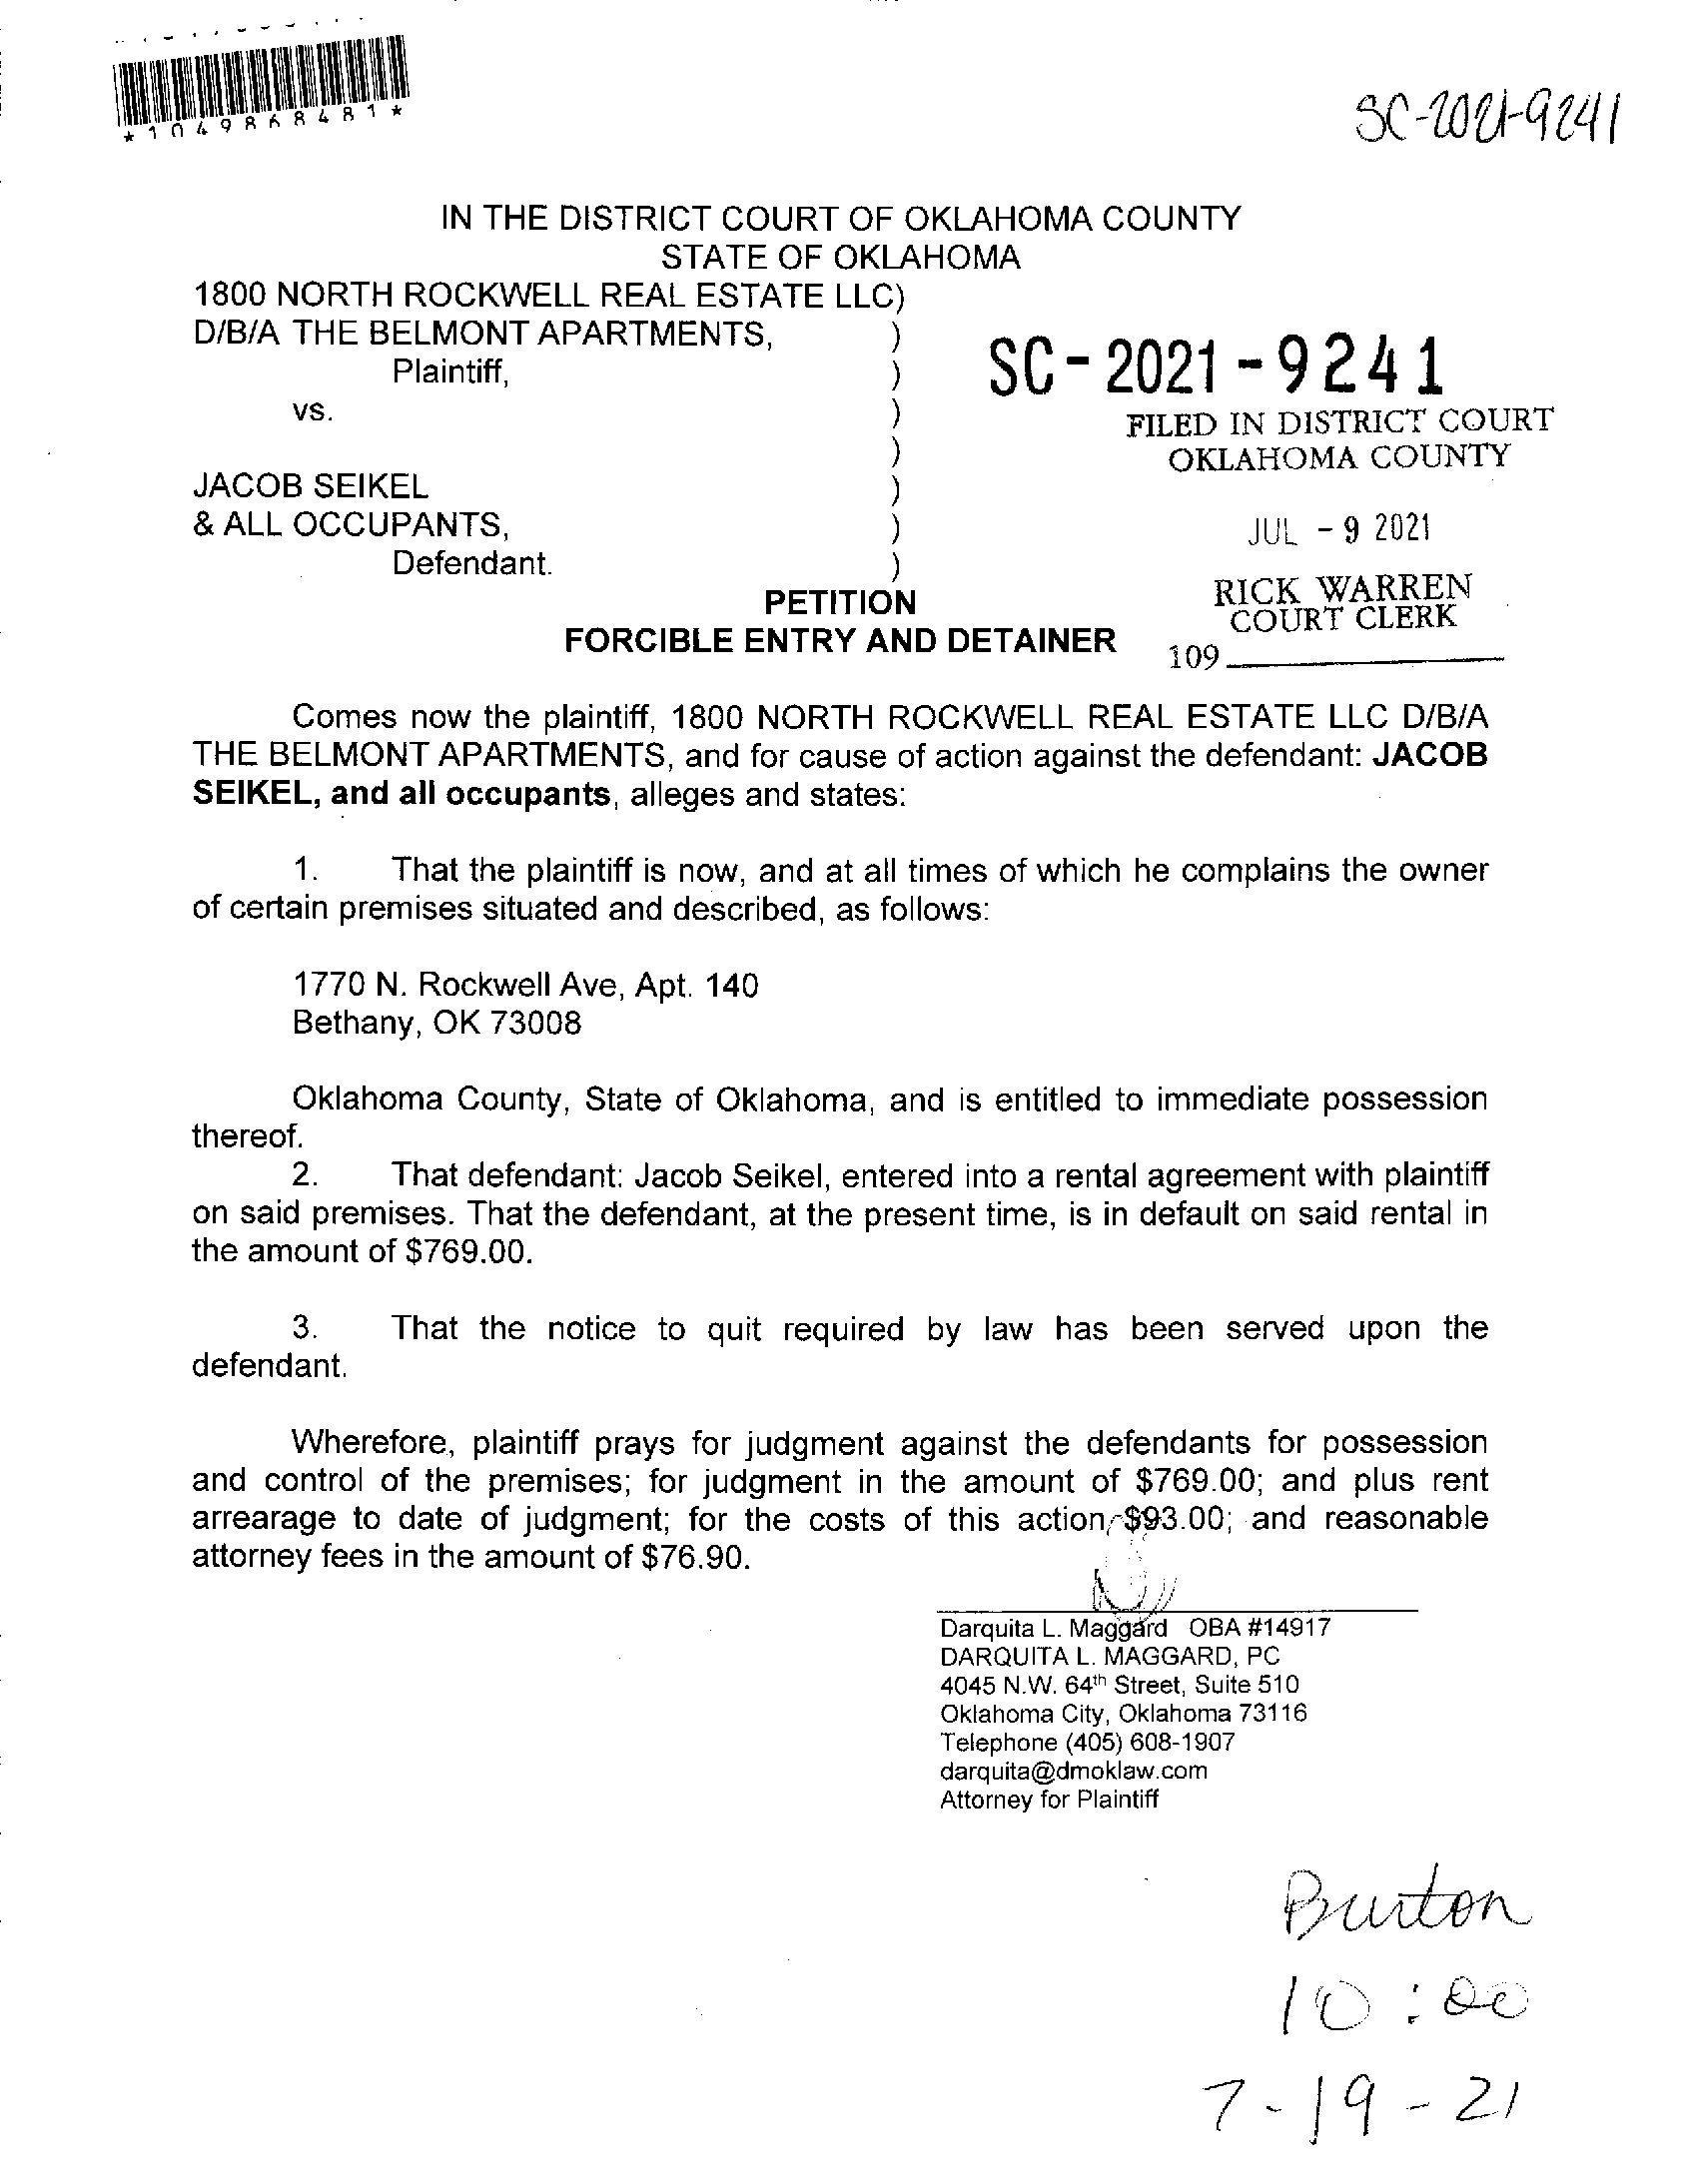 *1049868481*
SC-2021-9241
IN THE DISTRICT COURT OF OKLAHOMA COUNTY
STATE OF OKLAHOMA
1800 NORTH ROCKWELL REAL ESTATE LLC)
D/B/A THE BELMONT APARTMENTS, )
Plaintiff, )
vs. )
)
JACOB SEIKEL )
& ALL OCCUPANTS, )
Defendant. )
SC-2021-9241
FILED IN DISTRICT COURT
OKLAHOMA COUNTY
JUL - 9 2021
RICK WARREN
COURT CLERK
109
PETITION
FORCIBLE ENTRY AND DETAINER
Comes now the plaintiff, 1800 NORTH ROCKWELL REAL ESTATE LLC D/B/A
THE BELMONT APARTMENTS, and for cause of action against the defendant: JACOB
SEIKEL, and all occupants, alleges and states:
1. That the plaintiff is now, and at all times of which he complains the owner
of certain premises situated and described, as follows:
1770 N. Rockwell Ave, Apt. 140
Bethany, OK 73008
Oklahoma County, State of Oklahoma, and is entitled to immediate possession
thereof.
2. That defendant: Jacob Seikel, entered into a rental agreement with plaintiff
on said premises. That the defendant, at the present time, is in default on said rental in
the amount of $769.00.
3. That the notice to quit required by law has been served upon the
defendant.
Wherefore, plaintiff prays for judgment against the defendants for possession
and control of the premises; for judgment in the amount of $769.00; and plus rent
arrearage to date of judgment; for the costs of this action, $93.00; and reasonable
attorney fees in the amount of $76.90.
Darquita L. Maggard OBA #14917
DARQUITA L. MAGGARD, PC
4045 N.W. 64th Street, Suite 510
Oklahoma City, Oklahoma 73116
Telephone (405) 608-1907
darquita@dmoklaw.com
Attorney for Plaintiff
Burton
10:00
7-19-21